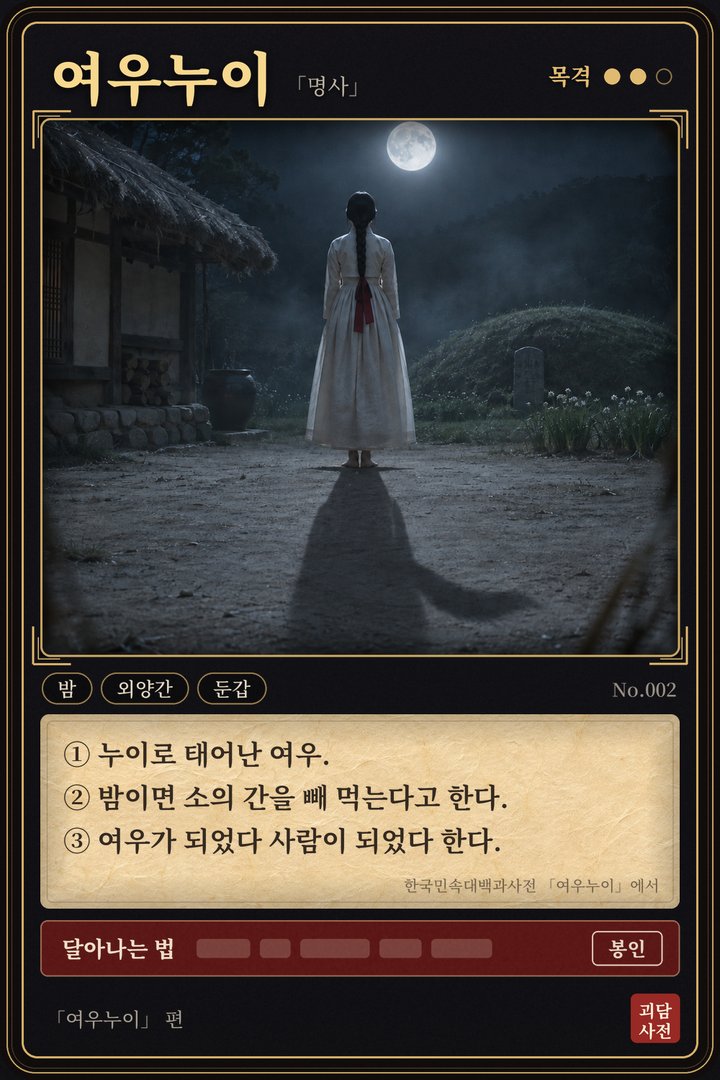 여우누이 「명사」 목격
밤 외양간 둔갑 No.002
① 누이로 태어난 여우.
② 밤이면 소의 간을 빼 먹는다고 한다.
③ 여우가 되었다 사람이 되었다 한다.
한국민속대백과사전 「여우누이」에서
달아나는 법 봉인
「여우누이」 편
괴담
사전